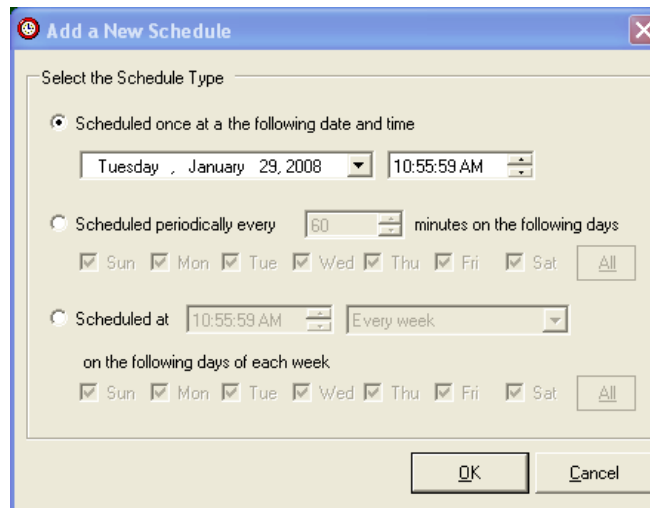 Add a New Schedule
Select the Schedule Type
Scheduled once at a the following date and time
Tuesday , January 29, 2008 10:55:59 AM
Scheduled periodically every 60 minutes on the following days
Sun Mon Tue Wed Thu Fri Sat All
Scheduled at 10:55:59 AM Every week
on the following days of each week
Sun Mon Tue Wed Thu Fri Sat All
OK Cancel